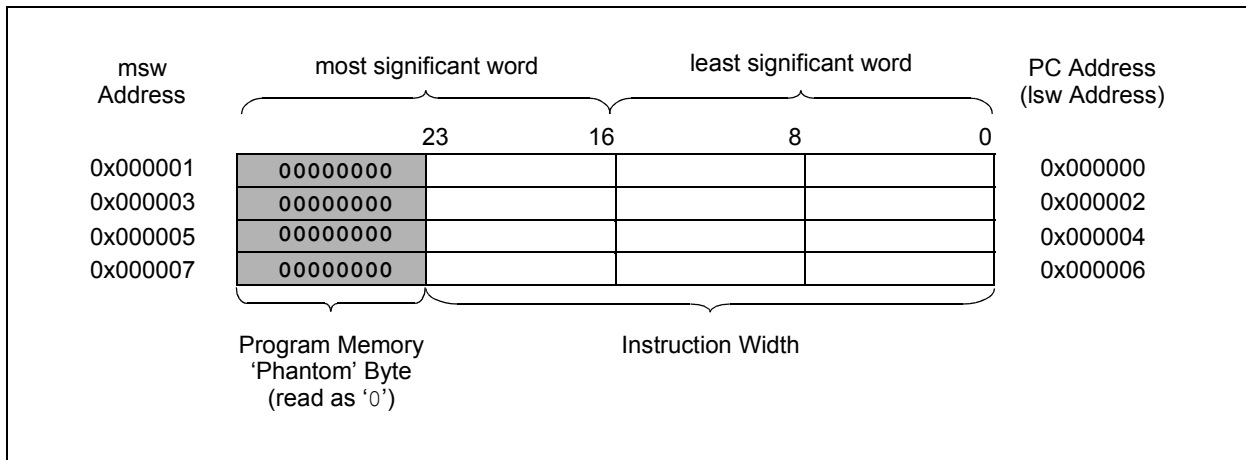 msw
Address
most significant word
least significant word
PC Address
(lsw Address)
23 16 8 0
0x000001 00000000 0x000000
0x000003 00000000 0x000002
0x000005 00000000 0x000004
0x000007 00000000 0x000006
Program Memory
‘Phantom’ Byte
(read as ‘0’)
Instruction Width